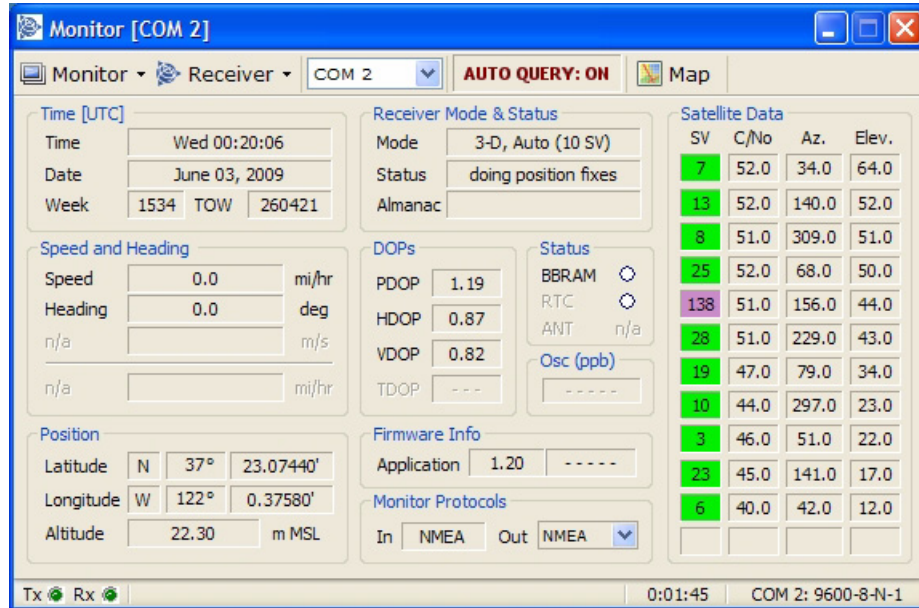 Monitor [COM 2]
Monitor Receiver COM 2 AUTO QUERY: ON Map
Time [UTC]
Time Wed 00:20:06
Date June 03, 2009
Week 1534 TOW 260421
Receiver Mode & Status
Mode 3-D, Auto (10 SV)
Status doing position fixes
Almanac
Speed and Heading
Speed 0.0 mi/hr
Heading 0.0 deg
n/a m/s
n/a mi/hr
DOPs
PDOP 1.19
HDOP 0.87
VDOP 0.82
TDOP - - -
Status
BBRAM
RTC
ANT n/a
Osc (ppb)
- - - - -
Position
Latitude N 37° 23.07440'
Longitude W 122° 0.37580'
Altitude 22.30 m MSL
Firmware Info
Application 1.20 - - - - -
Monitor Protocols
In NMEA Out NMEA
Satellite Data
SV C/No Az. Elev.
7 52.0 34.0 64.0
13 52.0 140.0 52.0
8 51.0 309.0 51.0
25 52.0 68.0 50.0
138 51.0 156.0 44.0
28 51.0 229.0 43.0
19 47.0 79.0 34.0
10 44.0 297.0 23.0
3 46.0 51.0 22.0
23 45.0 141.0 17.0
6 40.0 42.0 12.0
Tx Rx 0:01:45 COM 2: 9600-8-N-1